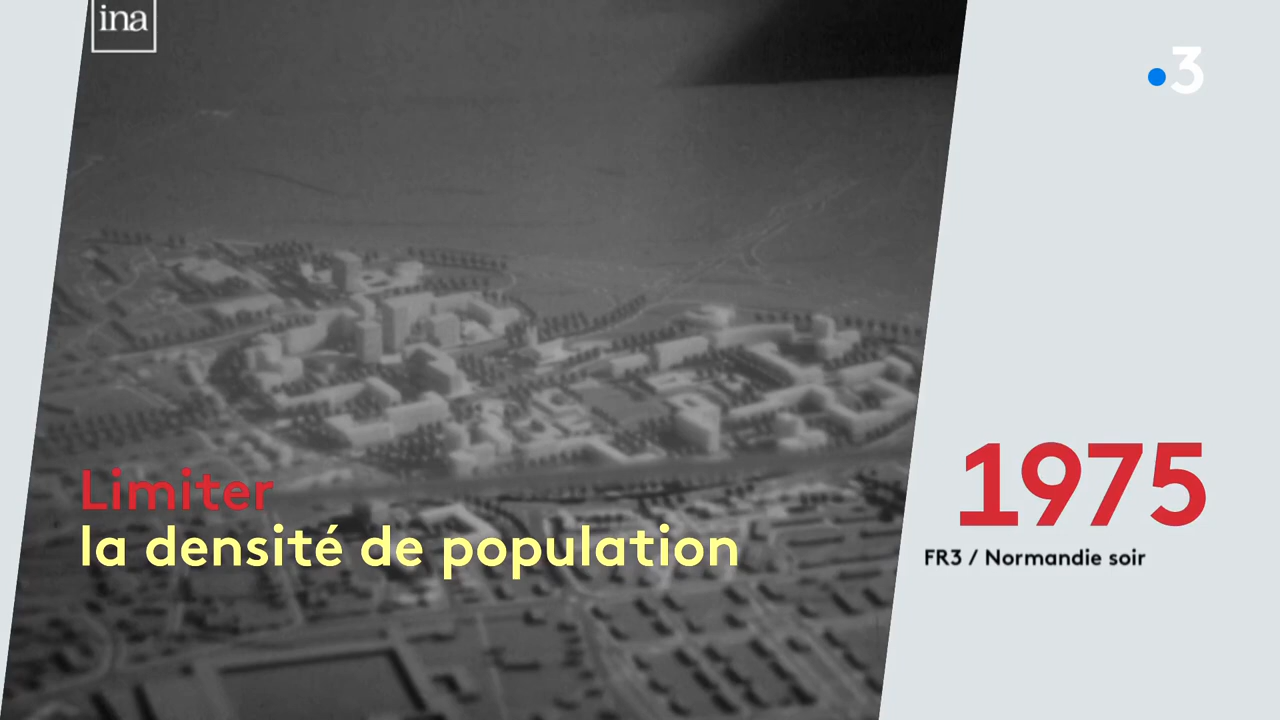 ina
3
Limiter
la densité de population
1975
FR3 / Normandie soir